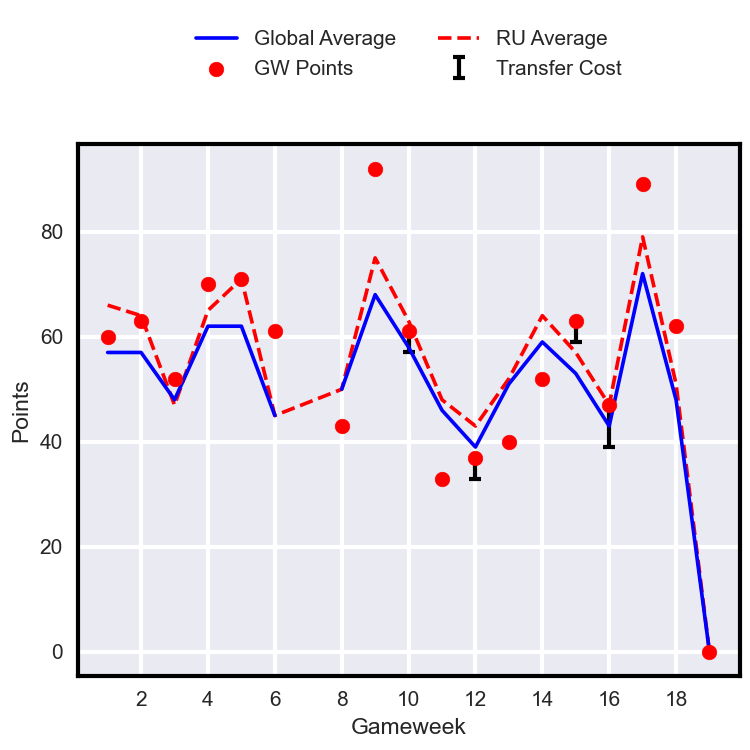 Global Average
RU Average
GW Points
Transfer Cost
80
60
40
20
0
Points
2 4 6 8 10 12 14 16 18
Gameweek